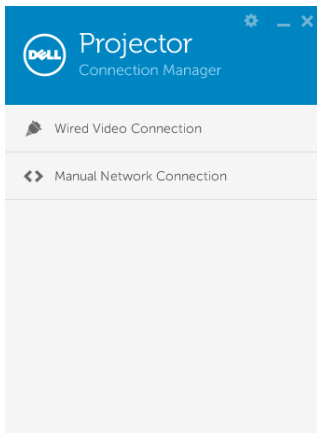 DELL
Projector
Connection Manager
Wired Video Connection
Manual Network Connection